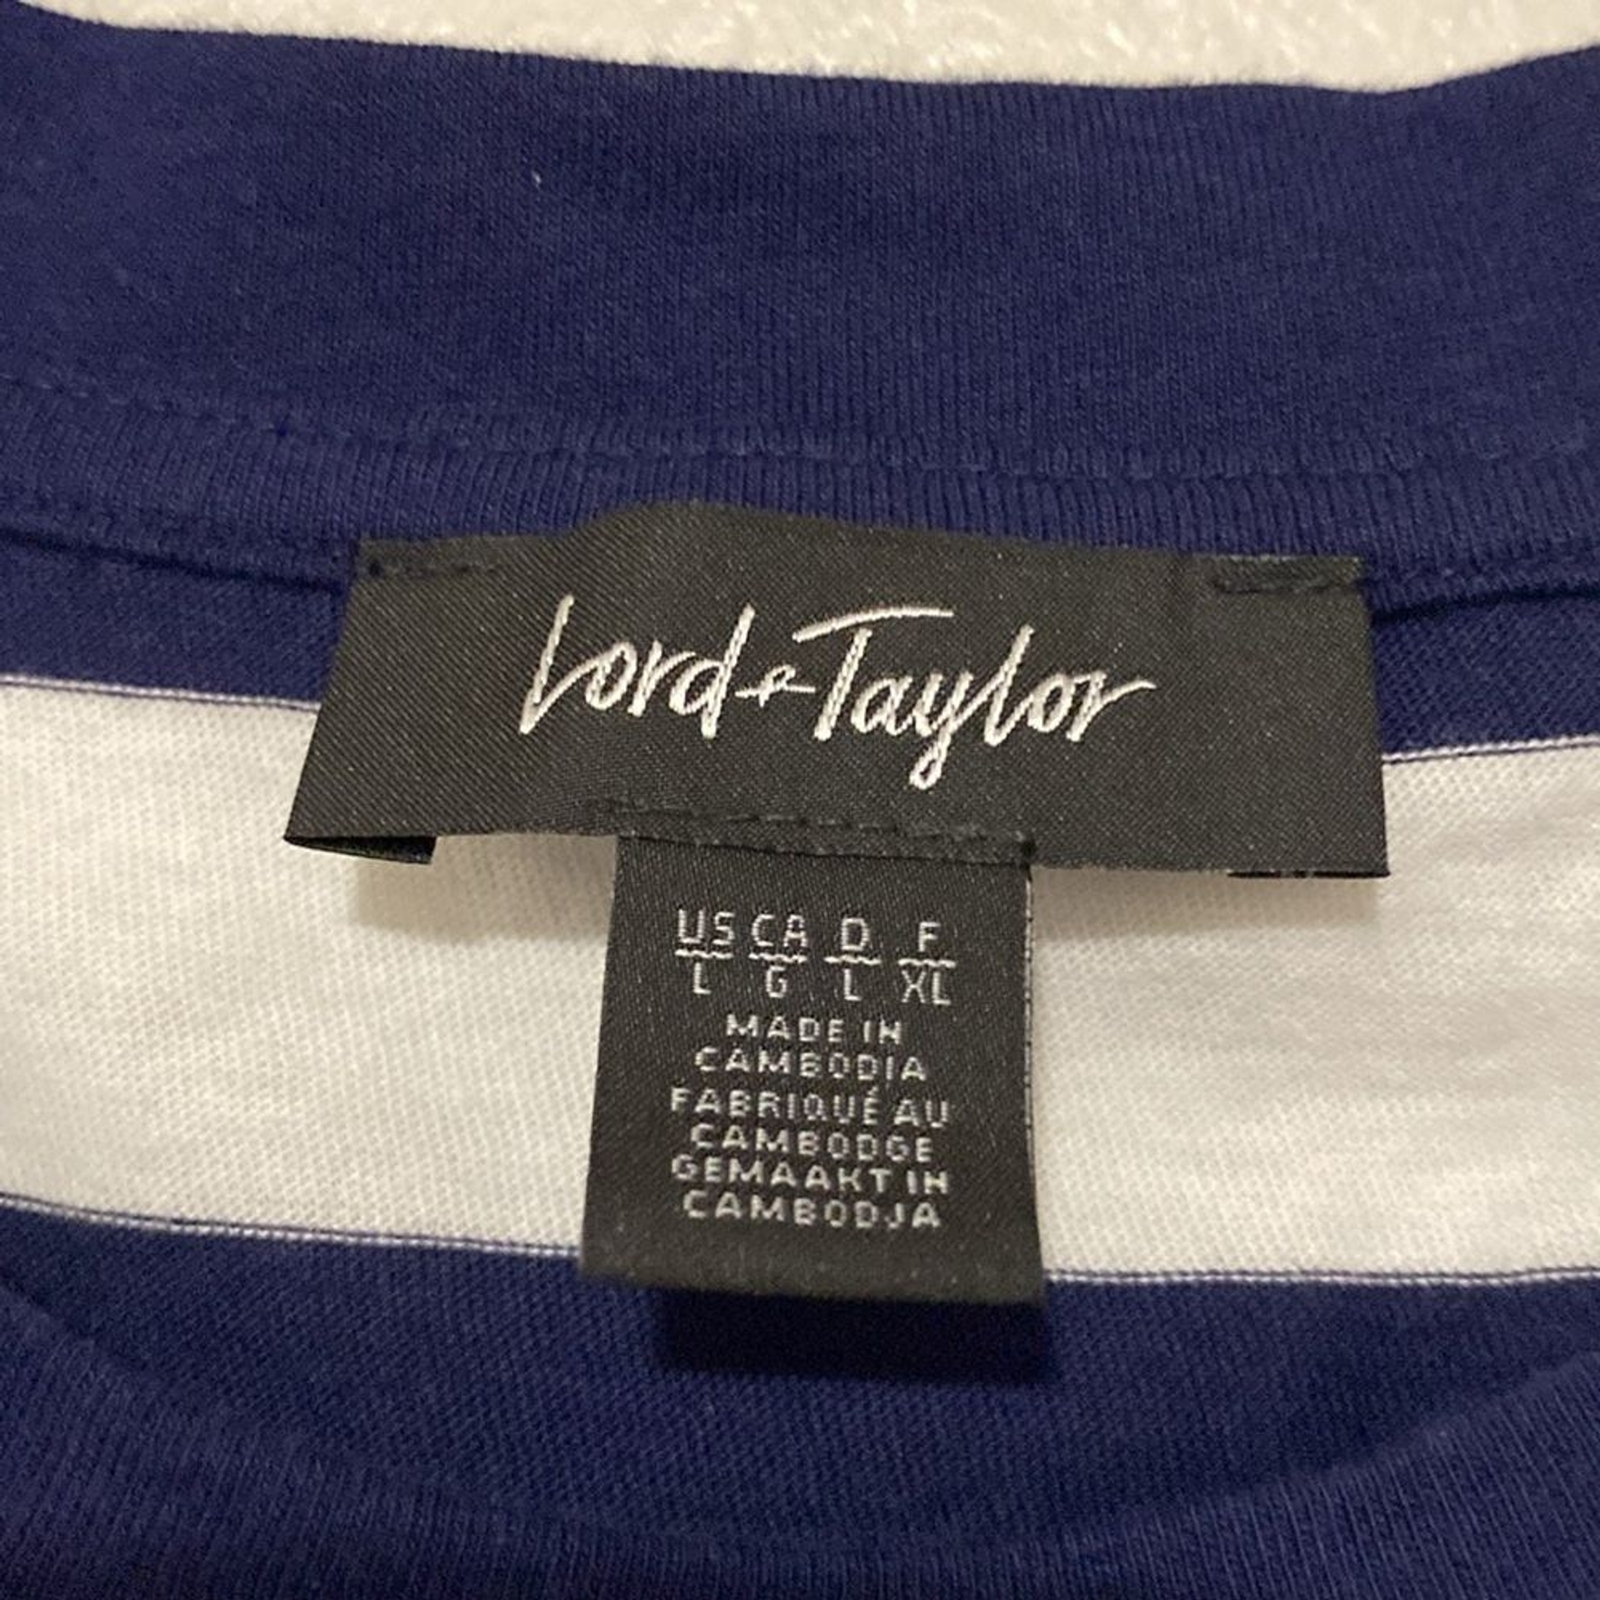 Lord & Taylor
US CA D F
L G L XL
MADE IN
CAMBODIA
FABRIQUÉ AU
CAMBODGE
GEMAAKT IN
CAMBODJA